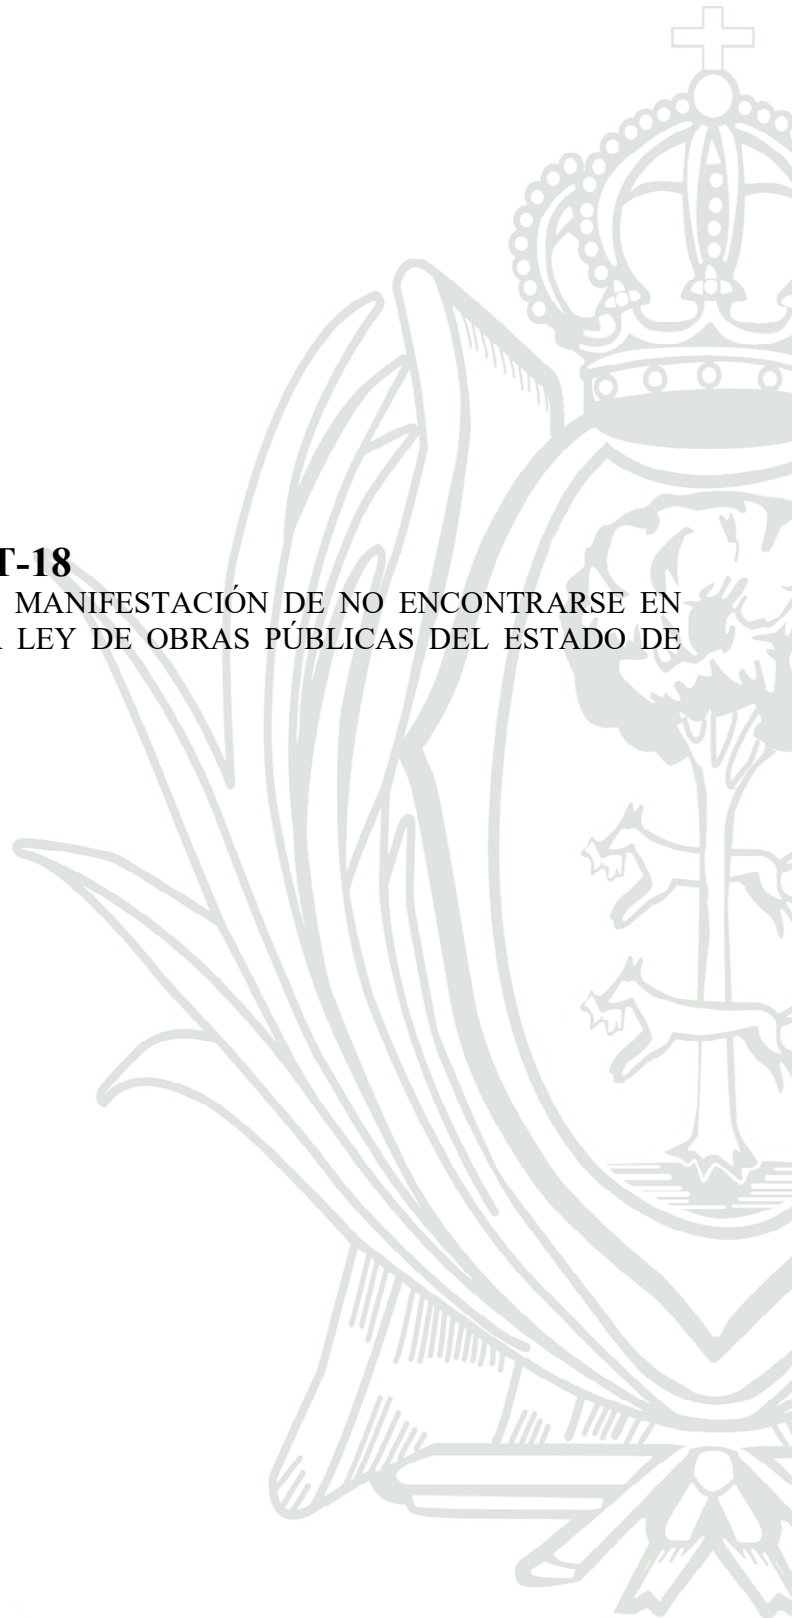 T-18
MANIFESTACIÓN DE NO ENCONTRARSE EN
LEY DE OBRAS PÚBLICAS DEL ESTADO DE